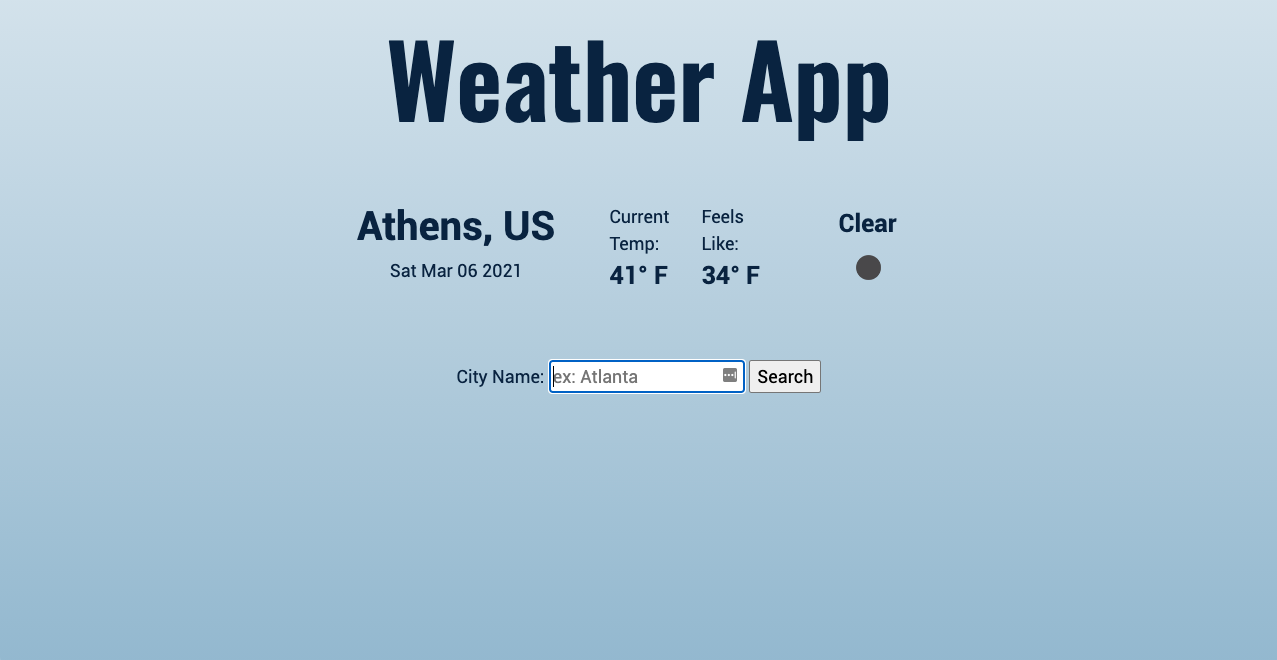 Weather App
Athens, US
Sat Mar 06 2021
Current
Temp:
41° F
Feels
Like:
34° F
Clear
City Name: ex: Atlanta Search